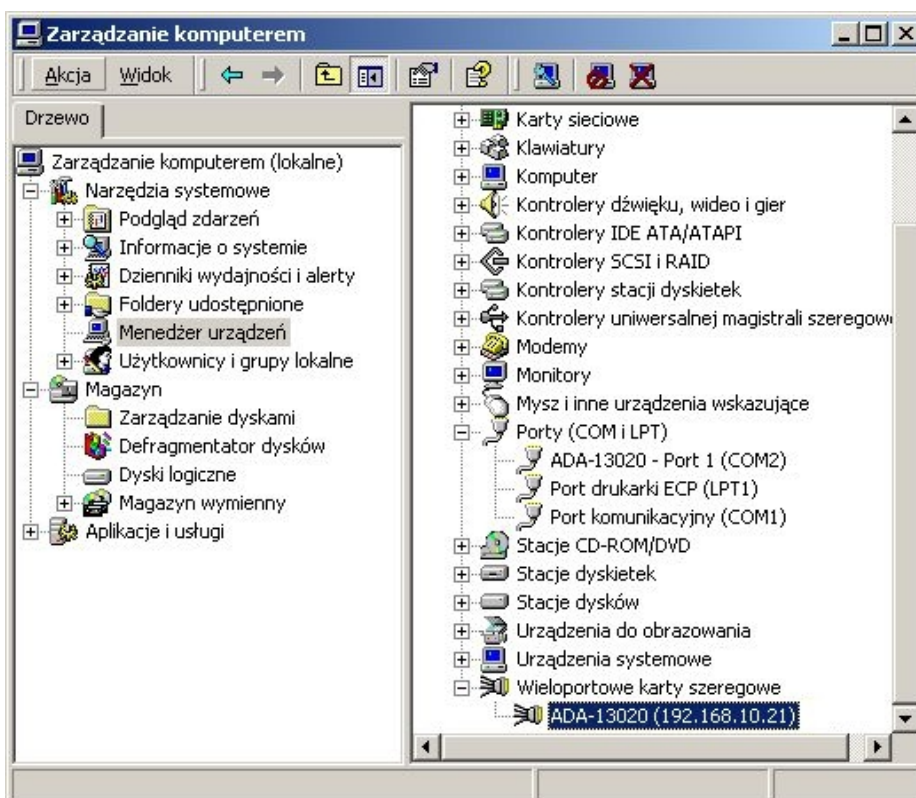 Zarządzanie komputerem
Akcja Widok
Drzewo
Zarządzanie komputerem (lokalne)
Narzędzia systemowe
Podgląd zdarzeń
Informacje o systemie
Dzienniki wydajności i alerty
Foldery udostępnione
Menedżer urządzeń
Użytkownicy i grupy lokalne
Magazyn
Zarządzanie dyskami
Defragmentator dysków
Dyski logiczne
Magazyn wymienny
Aplikacje i usługi
Karty sieciowe
Klawiatury
Komputer
Kontrolery dźwięku, wideo i gier
Kontrolery IDE ATA/ATAPI
Kontrolery SCSI i RAID
Kontrolery stacji dyskietek
Kontrolery uniwersalnej magistrali szeregow
Modemy
Monitory
Mysz i inne urządzenia wskazujące
Porty (COM i LPT)
ADA-13020 - Port 1 (COM2)
Port drukarki ECP (LPT1)
Port komunikacyjny (COM1)
Stacje CD-ROM/DVD
Stacje dyskietek
Stacje dysków
Urządzenia do obrazowania
Urządzenia systemowe
Wieloportowe karty szeregowe
ADA-13020 (192.168.10.21)